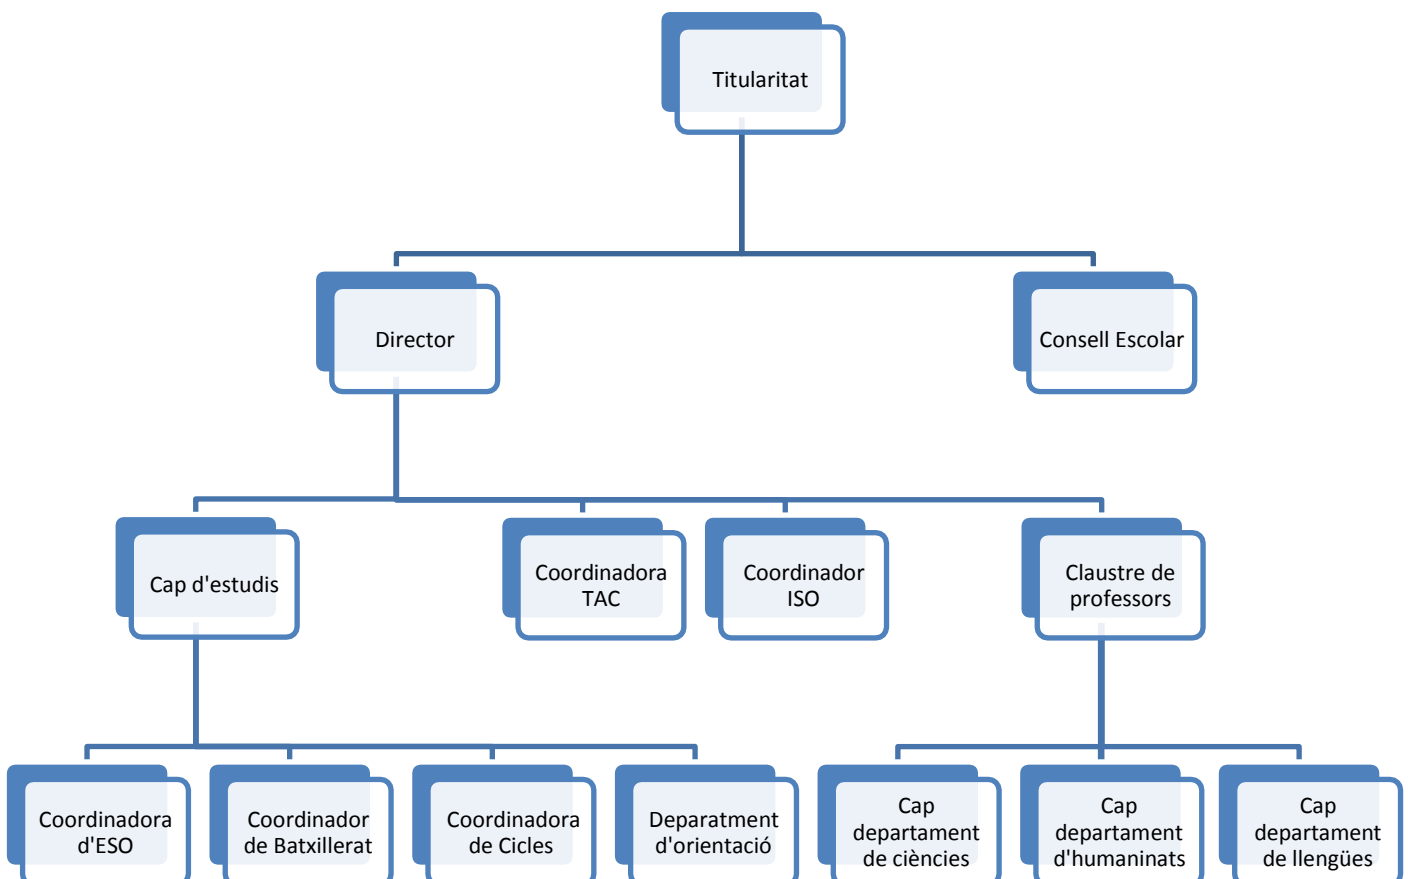 Titularitat
Director
Consell Escolar
Cap d'estudis
Coordinadora
TAC
Coordinador
ISO
Claustre de
professors
Coordinadora
d'ESO
Coordinador
de Batxillerat
Coordinadora
de Cicles
Deparatment
d'orientació
Cap
departament
de ciències
Cap
departament
d'humaninats
Cap
departament
de llengües